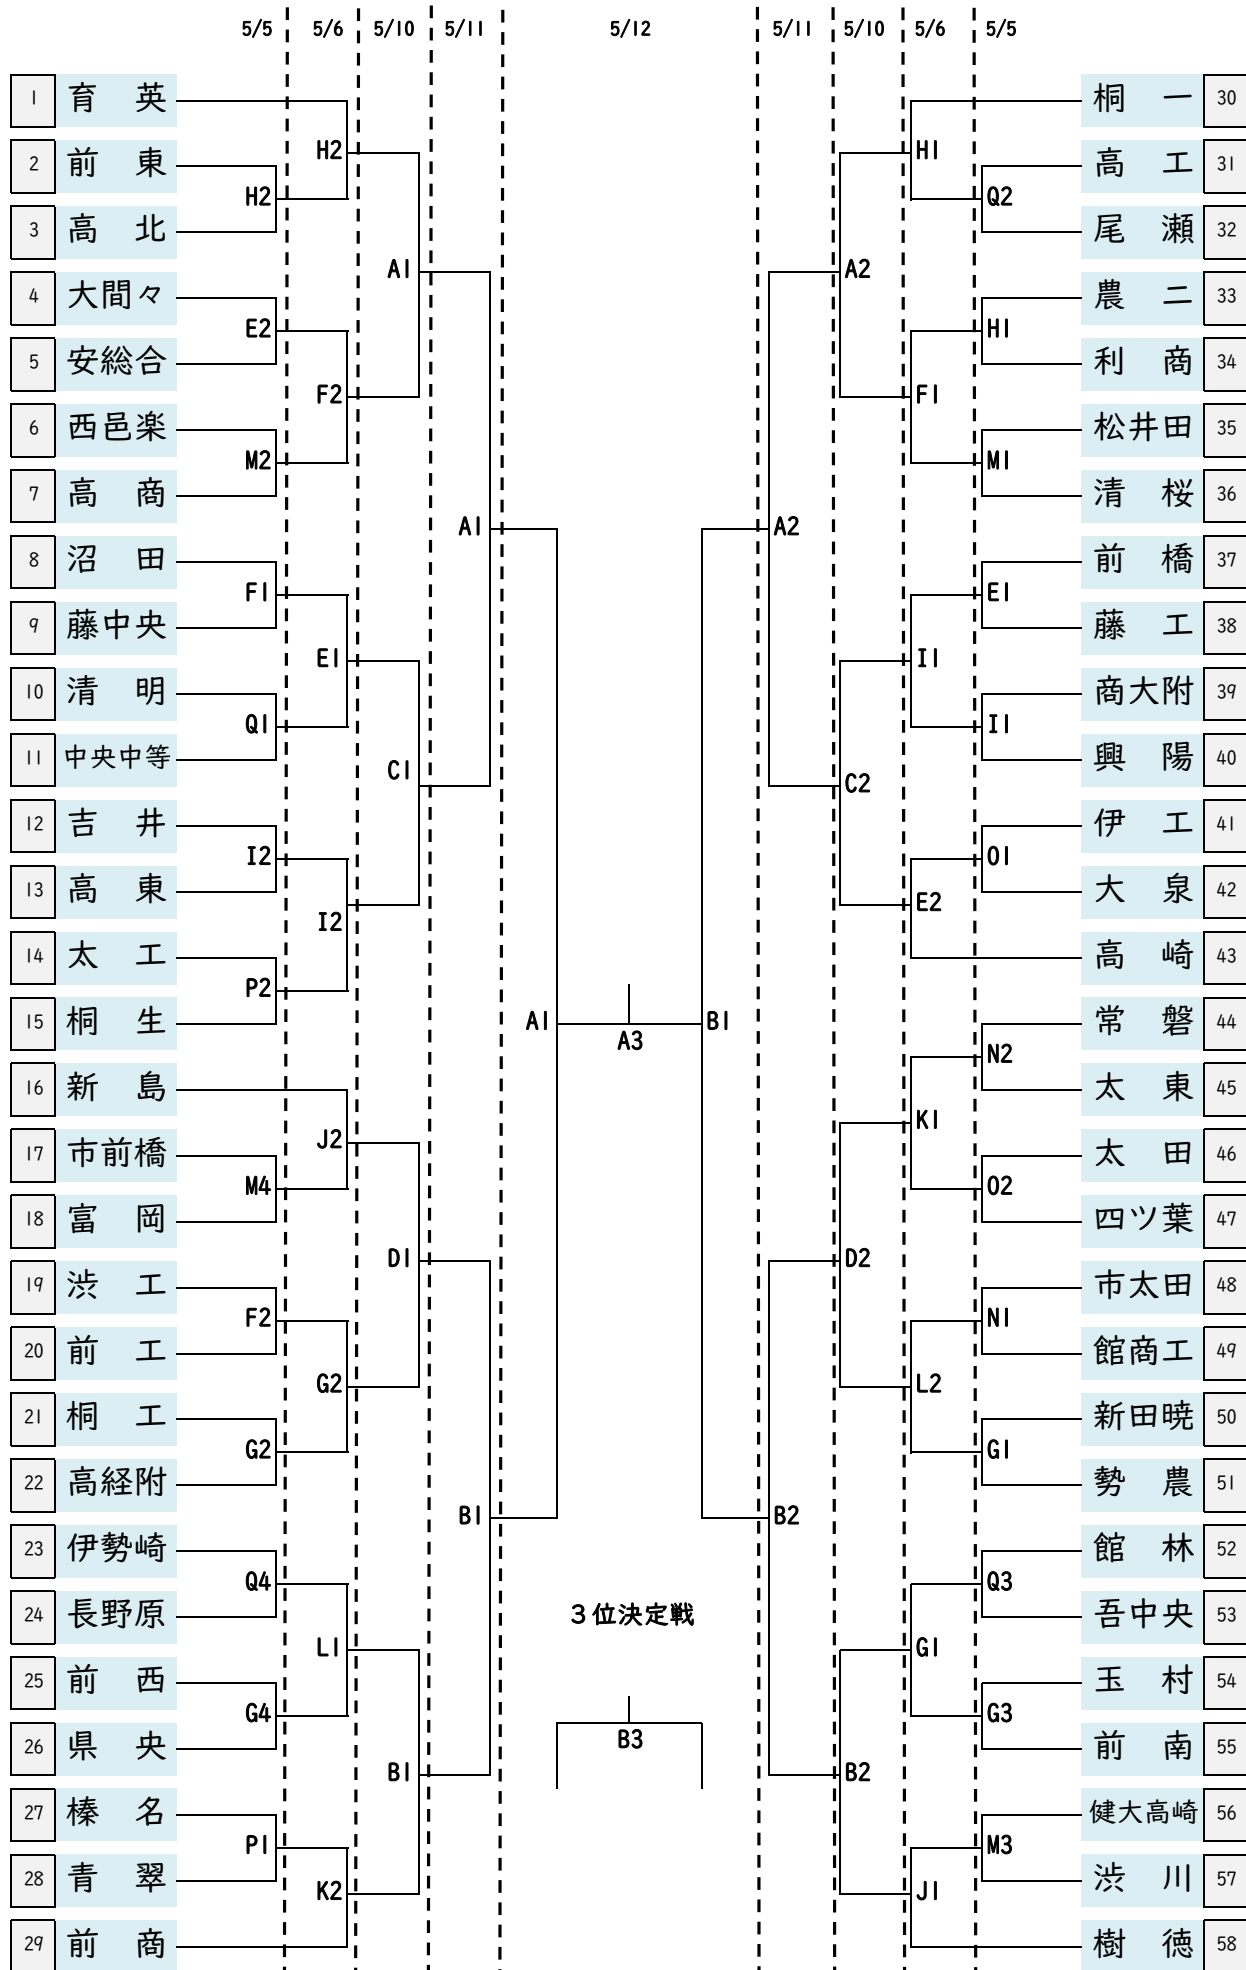 5/5 5/6 5/10 5/11 5/12 5/11 5/10 5/6 5/5
1 育 英
2 前 東
3 高 北
4 大間々
5 安総合
6 西邑楽
7 高 商
8 沼 田
9 藤中央
10 清 明
11 中央中等
12 吉 井
13 高 東
14 太 工
15 桐 生
16 新 島
17 市前橋
18 富 岡
19 渋 工
20 前 工
21 桐 工
22 高経附
23 伊勢崎
24 長野原
25 前 西
26 県 央
27 榛 名
28 青 翠
29 前 商
H2
E2
M2
F1
Q1
I2
P2
M4
F2
G2
Q4
G4
P1
H2
F2
E1
I2
J2
G2
L1
K2
A1
C1
D1
B1
A1
B1
A1
A3
B1
3位決定戦
B3
A2
B2
A2
C2
D2
B2
H1
F1
I1
E2
K1
L2
G1
J1
Q2
H1
M1
E1
I1
O1
N2
O2
N1
G1
Q3
G3
M3
桐 一 30
高 工 31
尾 瀬 32
農 二 33
利 商 34
松井田 35
清 桜 36
前 橋 37
藤 工 38
商大附 39
興 陽 40
伊 工 41
大 泉 42
高 崎 43
常 磐 44
太 東 45
太 田 46
四ツ葉 47
市太田 48
館商工 49
新田暁 50
勢 農 51
館 林 52
吾中央 53
玉 村 54
前 南 55
健大高崎 56
渋 川 57
樹 徳 58